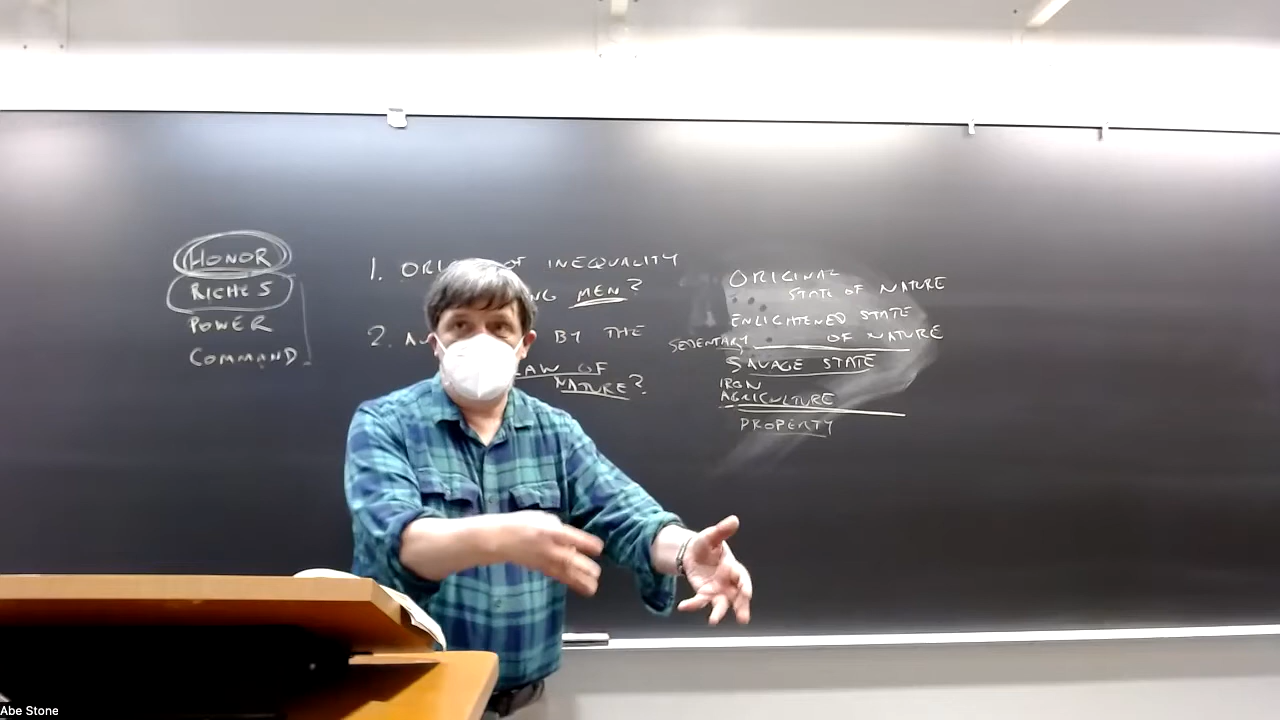 HONOR
RICHES
POWER
COMMAND
1. OF INEQUALITY
MEN?
2. BY THE
LAW OF
NATURE?
ORIGINAL
STATE OF NATURE
ENLIGHTENED STATE
OF NATURE
SEDENTARY
SAVAGE STATE
IRON
AGRICULTURE
PROPERTY
Abe Stone